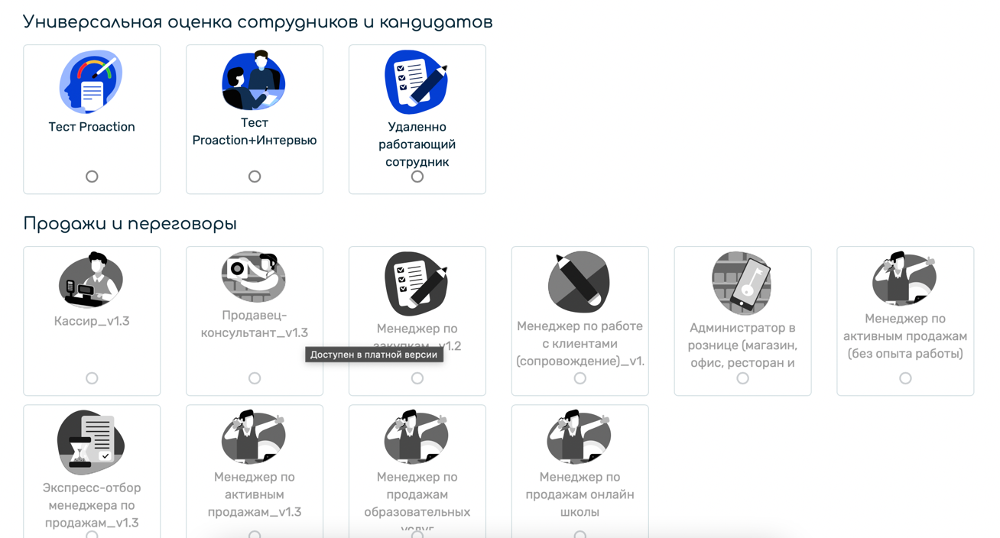 Универсальная оценка сотрудников и кандидатов
Тест Proaction
Тест
Proaction+Интервью
Удаленно
работающий
сотрудник
Продажи и переговоры
Кассир_v1.3
Продавец-
консультант_v1.3
Менеджер по
закупкам_v1.2
Доступен в платной версии
Менеджер по работе
с клиентами
(сопровождение)_v1.
Администратор в
рознице (магазин,
офис, ресторан и
Менеджер по
активным продажам
(без опыта работы)
Экспресс-отбор
менеджера по
продажам_v1.3
Менеджер по
активным
продажам_v1.3
Менеджер по
продажам
образовательных
услуг
Менеджер по
продажам онлайн
школы